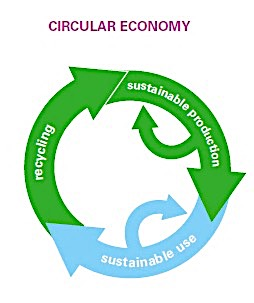 CIRCULAR ECONOMY
sustainable production
recycling
sustainable use